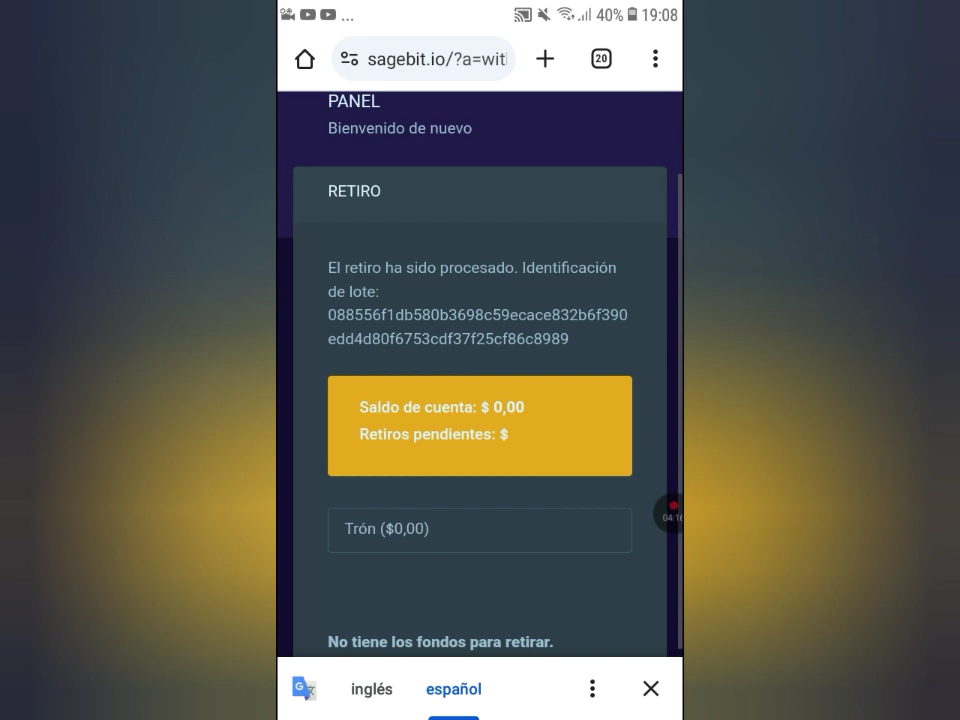 ... 40% 19:08
sagebit.io/?a=wit
20
PANEL
Bienvenido de nuevo
RETIRO
El retiro ha sido procesado. Identificación
de lote:
088556f1db580b3698c59ecace832b6f390
edd4d80f6753cdf37f25cf86c8989
Saldo de cuenta: $ 0,00
Retiros pendientes: $
04:16
Trón ($0,00)
No tiene los fondos para retirar.
inglés español